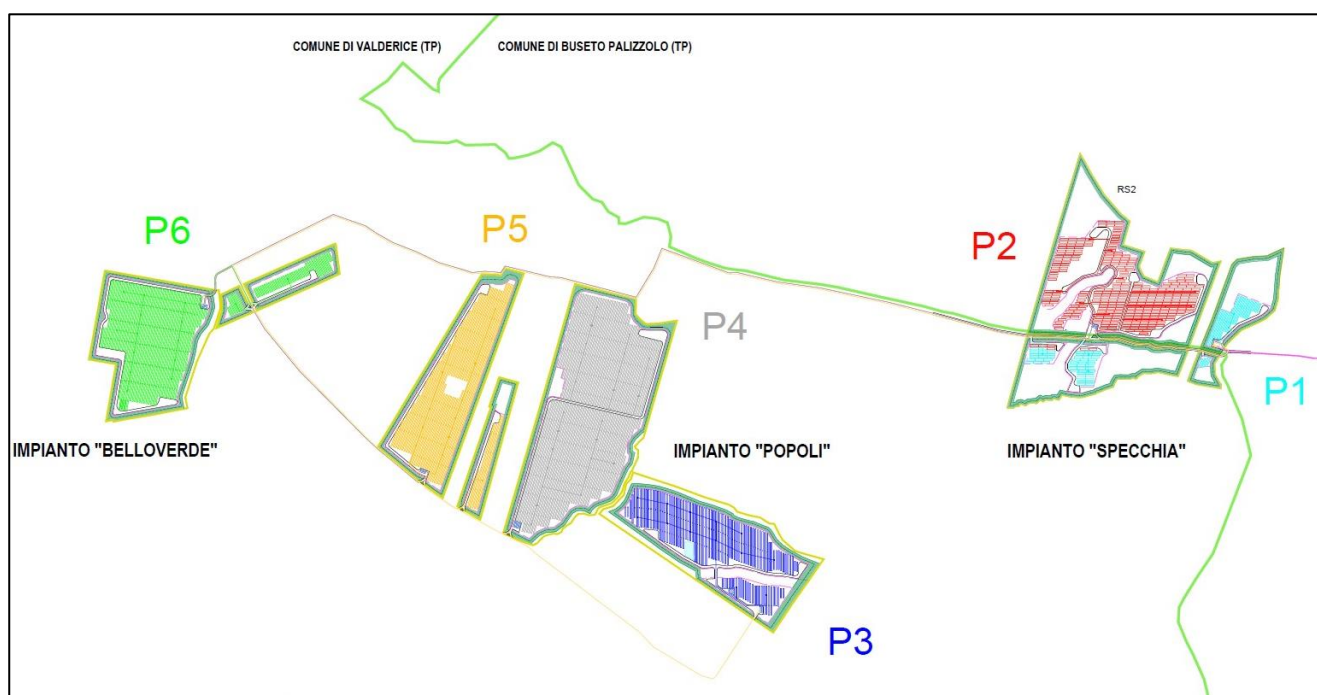 COMUNE DI VALDERICE (TP)
COMUNE DI BUSETO PALIZZOLO (TP)
RS2
P6
P5
P2
P4
P1
IMPIANTO "BELLOVERDE"
IMPIANTO "POPOLI"
IMPIANTO "SPECCHIA"
P3